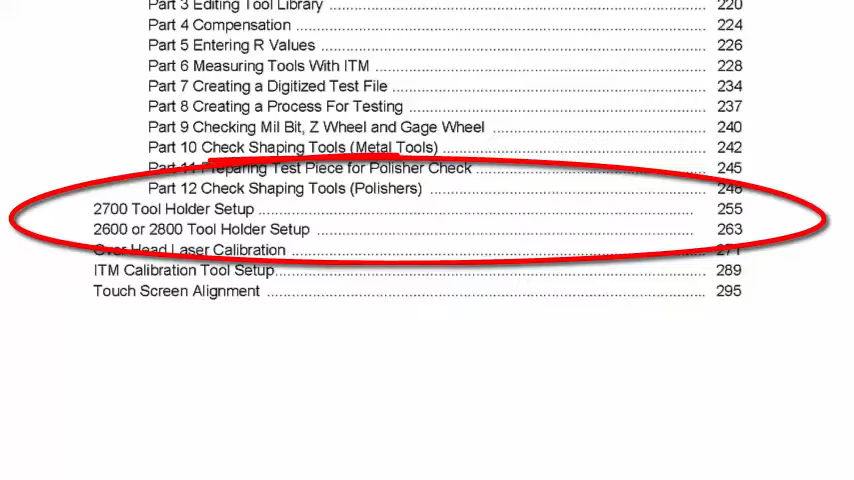 Part 3 Editing Tool Library ........ 220
Part 4 Compensation ........ 224
Part 5 Entering R Values ........ 226
Part 6 Measuring Tools With ITM ........ 228
Part 7 Creating a Digitized Test File ........ 234
Part 8 Creating a Process For Testing ........ 237
Part 9 Checking Mil Bit, Z Wheel and Gage Wheel ........ 240
Part 10 Check Shaping Tools (Metal Tools) ........ 242
Part 11 Preparing Test Piece for Polisher Check ........ 245
Part 12 Check Shaping Tools (Polishers) ........ 248
2700 Tool Holder Setup ........ 255
2600 or 2800 Tool Holder Setup ........ 263
Over Head Laser Calibration ........ 271
ITM Calibration Tool Setup ........ 289
Touch Screen Alignment ........ 295